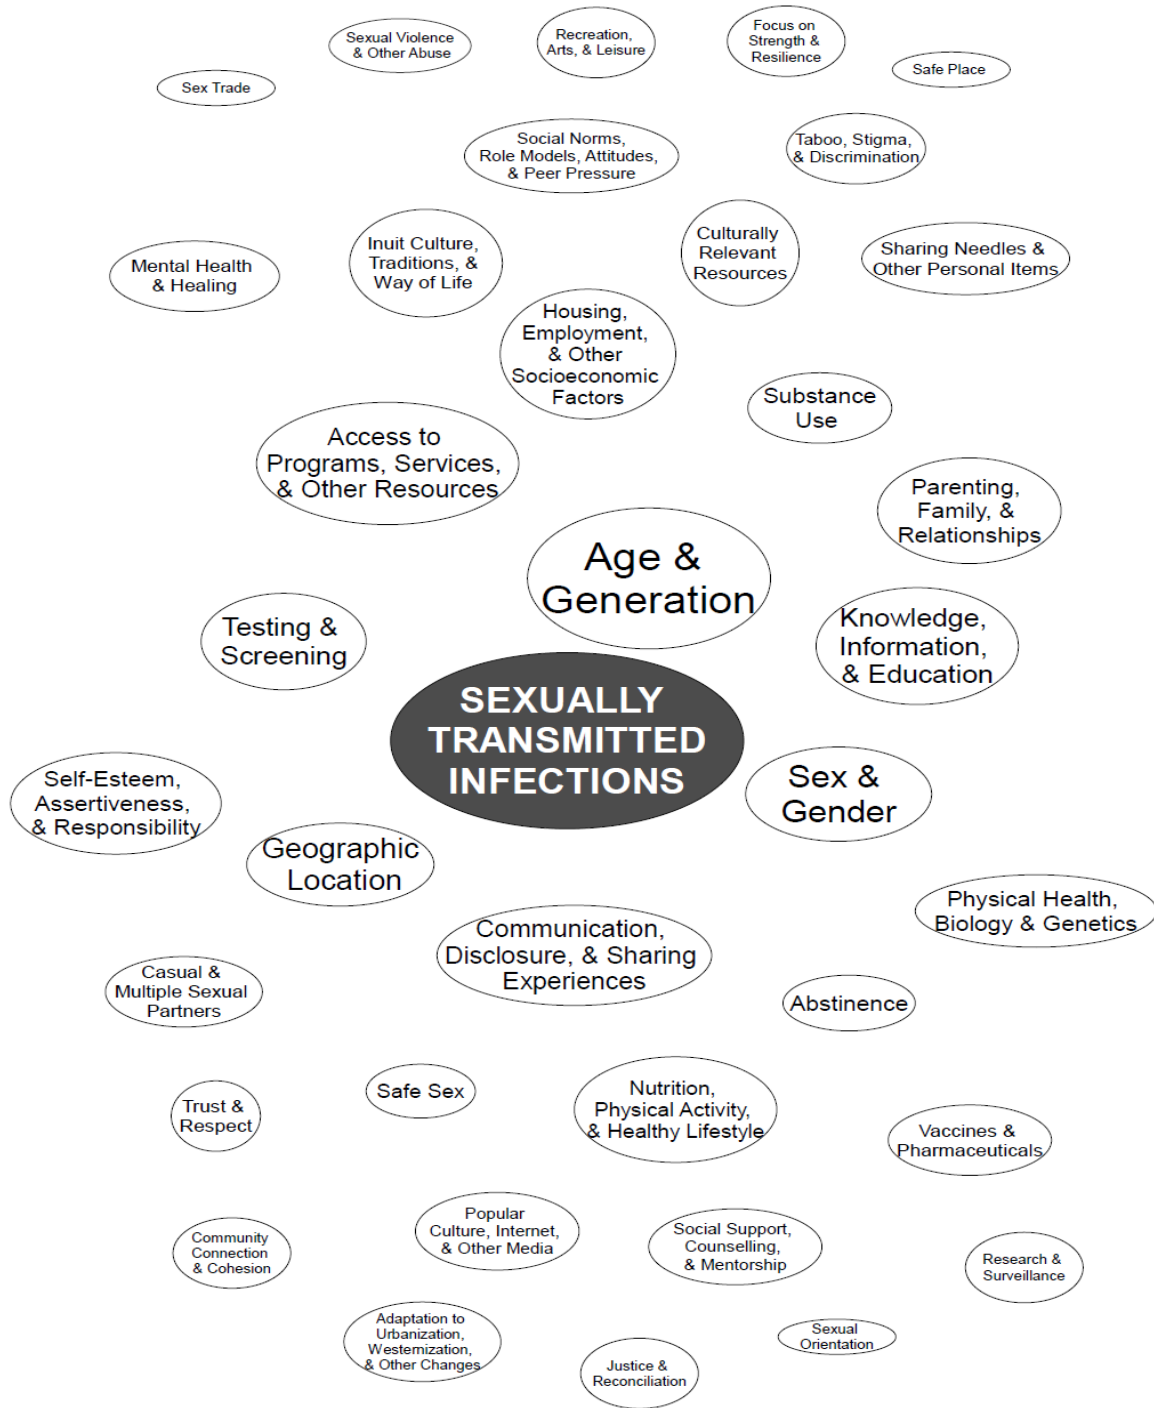 Sexual Violence
& Other Abuse
Recreation,
Arts, & Leisure
Focus on
Strength &
Resilience
Safe Place
Sex Trade
Social Norms,
Role Models, Attitudes,
& Peer Pressure
Taboo, Stigma,
& Discrimination
Mental Health
& Healing
Inuit Culture,
Traditions, &
Way of Life
Culturally
Relevant
Resources
Sharing Needles &
Other Personal Items
Housing,
Employment,
& Other
Socioeconomic
Factors
Substance
Use
Access to
Programs, Services,
& Other Resources
Parenting,
Family, &
Relationships
Age &
Generation
Testing &
Screening
Knowledge,
Information,
& Education
SEXUALLY
TRANSMITTED
INFECTIONS
Self-Esteem,
Assertiveness,
& Responsibility
Sex &
Gender
Geographic
Location
Physical Health,
Biology & Genetics
Communication,
Disclosure, & Sharing
Experiences
Casual &
Multiple Sexual
Partners
Abstinence
Safe Sex
Trust &
Respect
Nutrition,
Physical Activity,
& Healthy Lifestyle
Vaccines &
Pharmaceuticals
Popular
Culture, Internet,
& Other Media
Social Support,
Counselling,
& Mentorship
Community
Connection
& Cohesion
Research &
Surveillance
Adaptation to
Urbanization,
Westernization,
& Other Changes
Sexual
Orientation
Justice &
Reconciliation